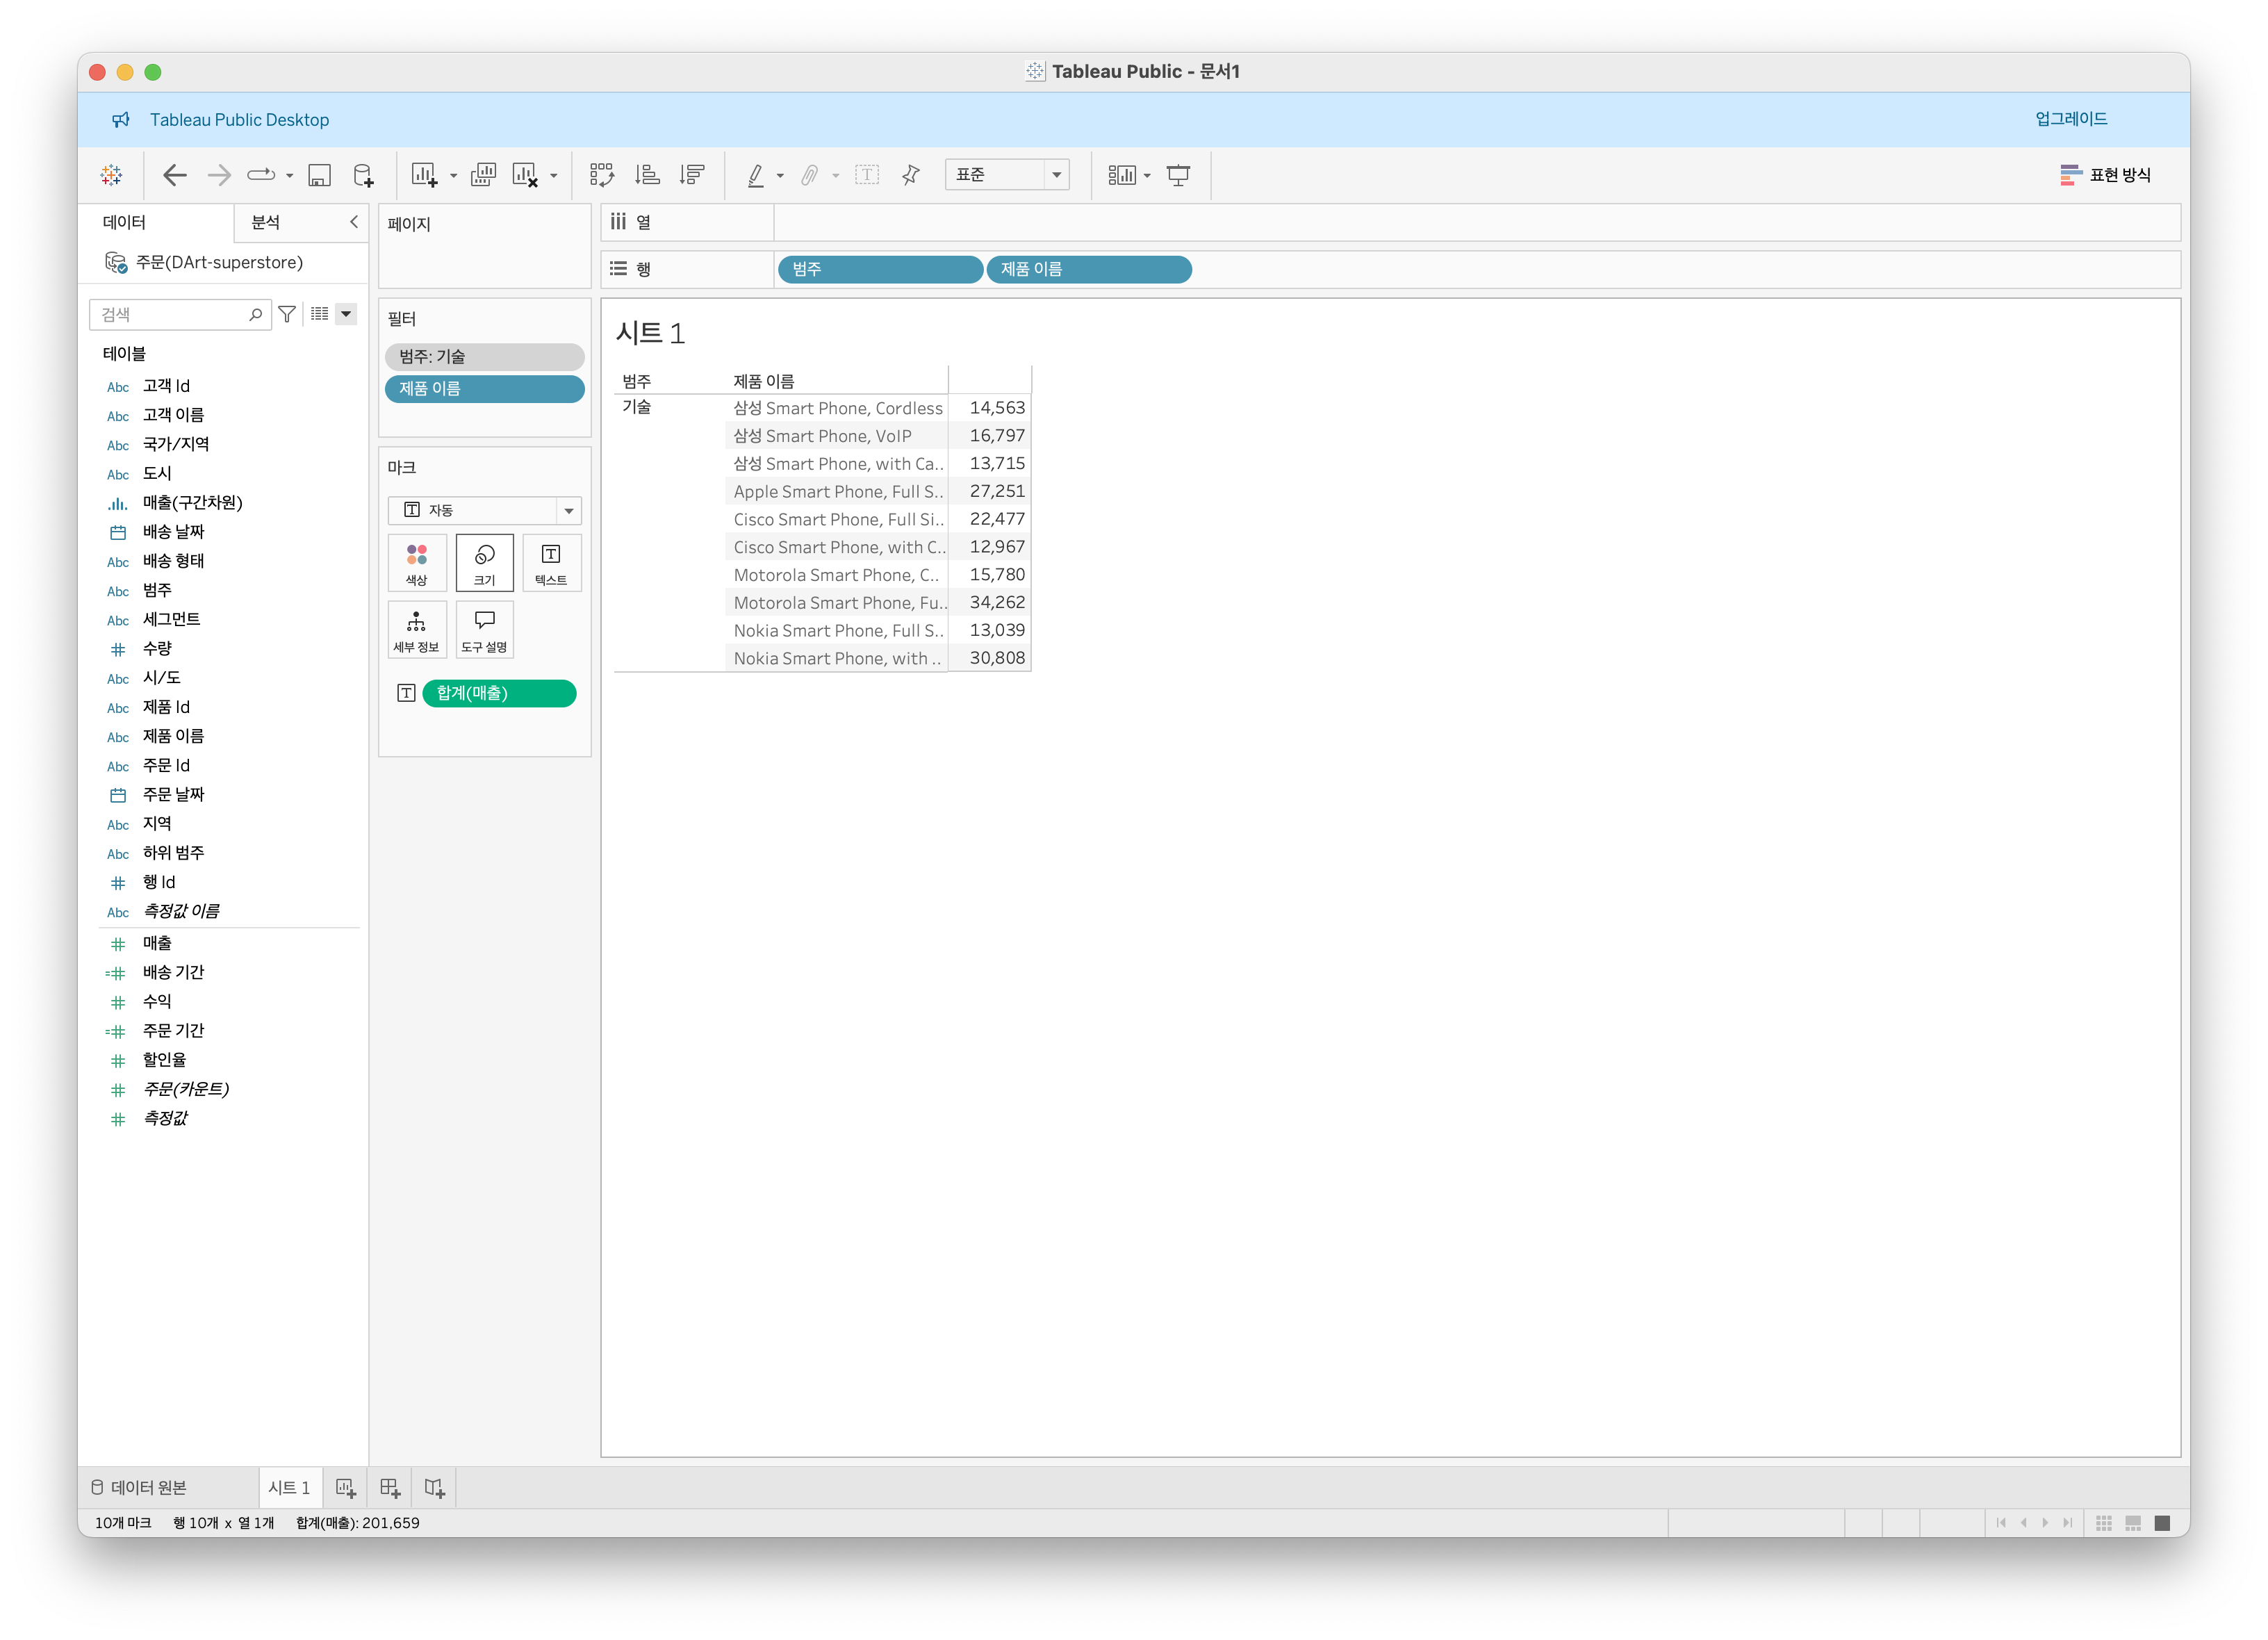 Tableau Public - 문서1
Tableau Public Desktop
업그레이드
표준
표현 방식
데이터
분석
주문(DArt-superstore)
검색
테이블
Abc 고객 Id
Abc 고객 이름
Abc 국가/지역
Abc 도시
매출(구간차원)
배송 날짜
Abc 배송 형태
Abc 범주
Abc 세그먼트
수량
Abc 시/도
Abc 제품 Id
Abc 제품 이름
Abc 주문 Id
주문 날짜
Abc 지역
Abc 하위 범주
행 Id
Abc 측정값 이름
매출
배송 기간
수익
주문 기간
할인율
주문(카운트)
측정값
페이지
필터
범주: 기술
제품 이름
마크
자동
색상
크기
텍스트
세부 정보
도구 설명
합계(매출)
열
행
범주
제품 이름
시트 1
범주 제품 이름
기술 삼성 Smart Phone, Cordless 14,563
삼성 Smart Phone, VoIP 16,797
삼성 Smart Phone, with Ca.. 13,715
Apple Smart Phone, Full S.. 27,251
Cisco Smart Phone, Full Si.. 22,477
Cisco Smart Phone, with C.. 12,967
Motorola Smart Phone, C.. 15,780
Motorola Smart Phone, Fu.. 34,262
Nokia Smart Phone, Full S.. 13,039
Nokia Smart Phone, with .. 30,808
데이터 원본
시트 1
10개 마크 행 10개 x 열 1개 합계(매출): 201,659